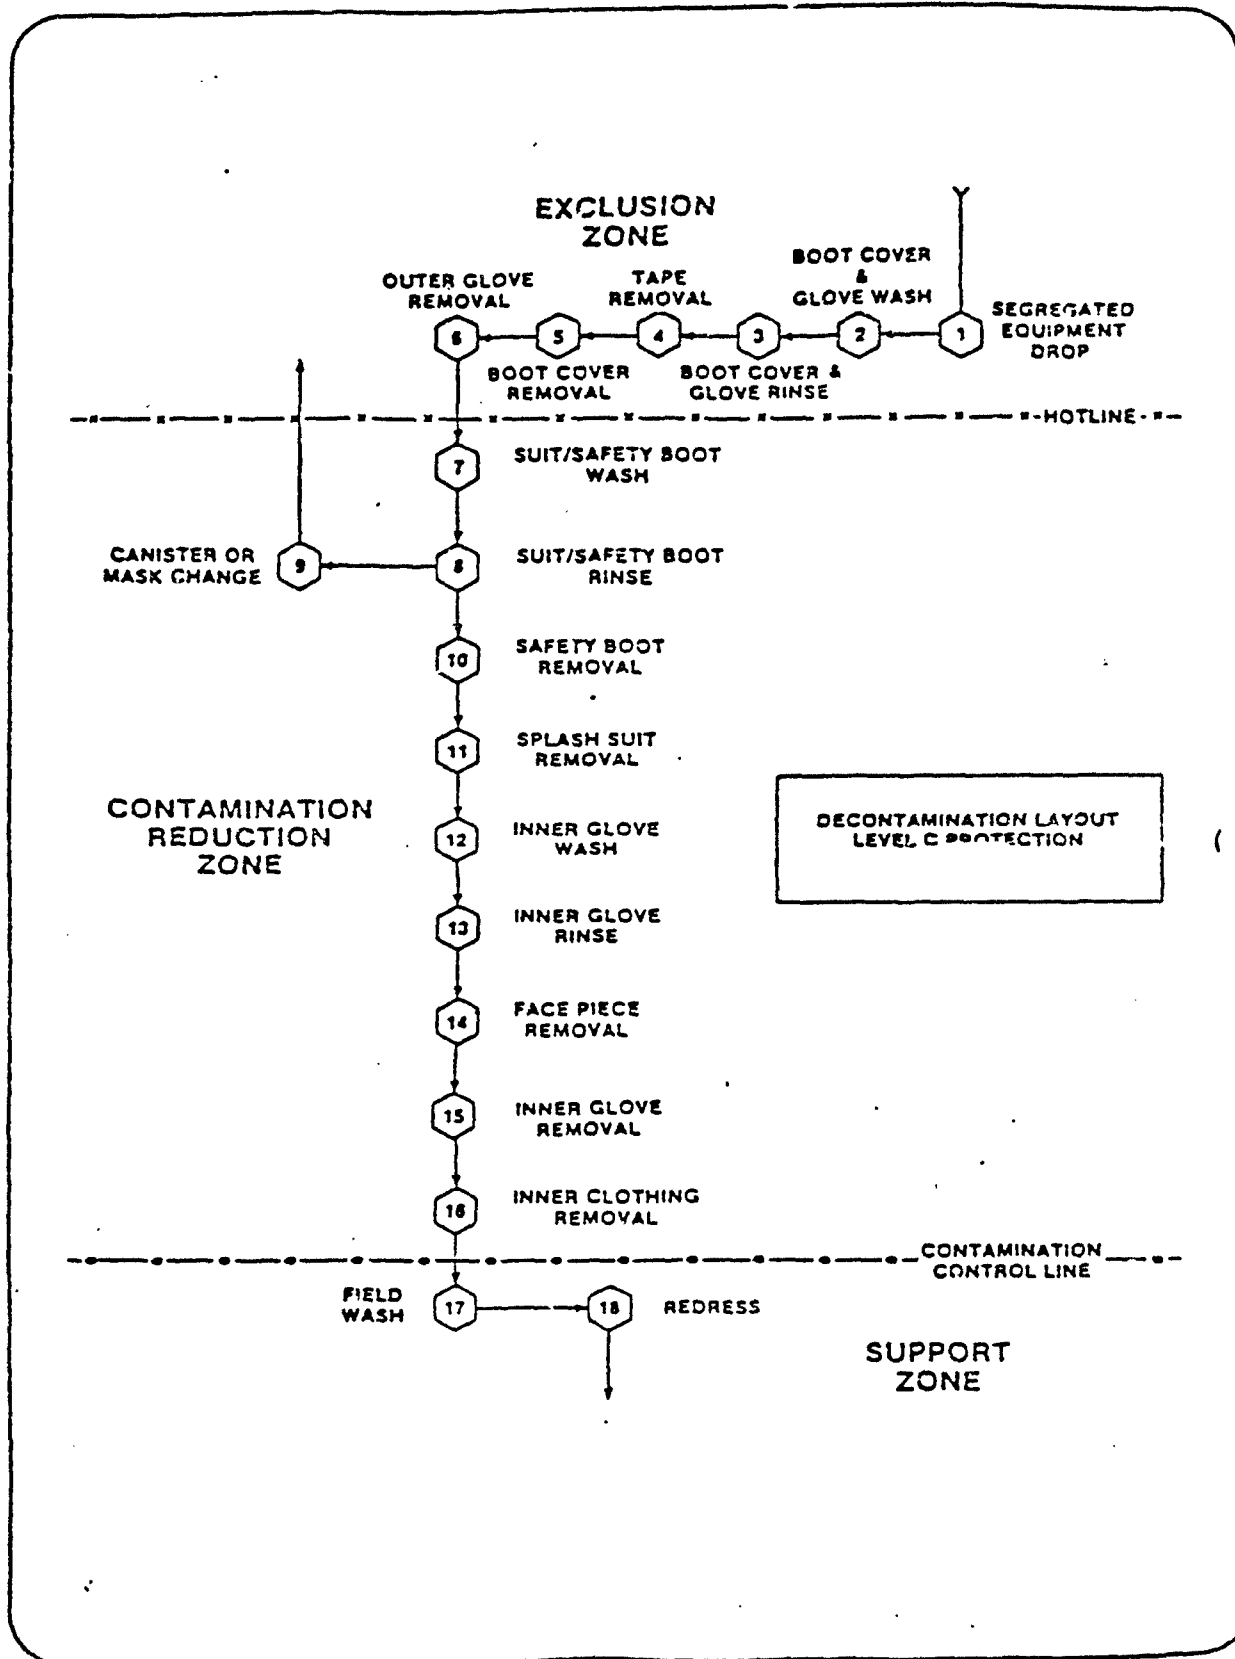 EXCLUSION
ZONE
BOOT COVER
&
GLOVE WASH
OUTER GLOVE
REMOVAL
TAPE
REMOVAL
SEGREGATED
EQUIPMENT
DROP
6
5
4
3
2
1
BOOT COVER
REMOVAL
BOOT COVER &
GLOVE RINSE
HOTLINE
7
SUIT/SAFETY BOOT
WASH
CANISTER OR
MASK CHANGE
9
8
SUIT/SAFETY BOOT
RINSE
10
SAFETY BOOT
REMOVAL
11
SPLASH SUIT
REMOVAL
CONTAMINATION
REDUCTION
ZONE
DECONTAMINATION LAYOUT
LEVEL C PROTECTION
12
INNER GLOVE
WASH
13
INNER GLOVE
RINSE
14
FACE PIECE
REMOVAL
15
INNER GLOVE
REMOVAL
16
INNER CLOTHING
REMOVAL
CONTAMINATION
CONTROL LINE
FIELD
WASH
17
18
REDRESS
SUPPORT
ZONE